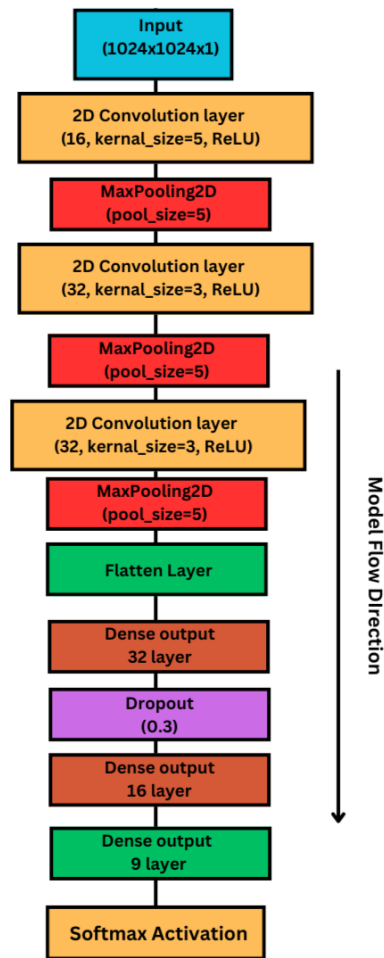 Input
(1024x1024x1)
2D Convolution layer
(16, kernal_size=5, ReLU)
MaxPooling2D
(pool_size=5)
2D Convolution layer
(32, kernal_size=3, ReLU)
MaxPooling2D
(pool_size=5)
2D Convolution layer
(32, kernal_size=3, ReLU)
MaxPooling2D
(pool_size=5)
Flatten Layer
Dense output
32 layer
Dropout
(0.3)
Dense output
16 layer
Dense output
9 layer
Softmax Activation
Model Flow DIrection